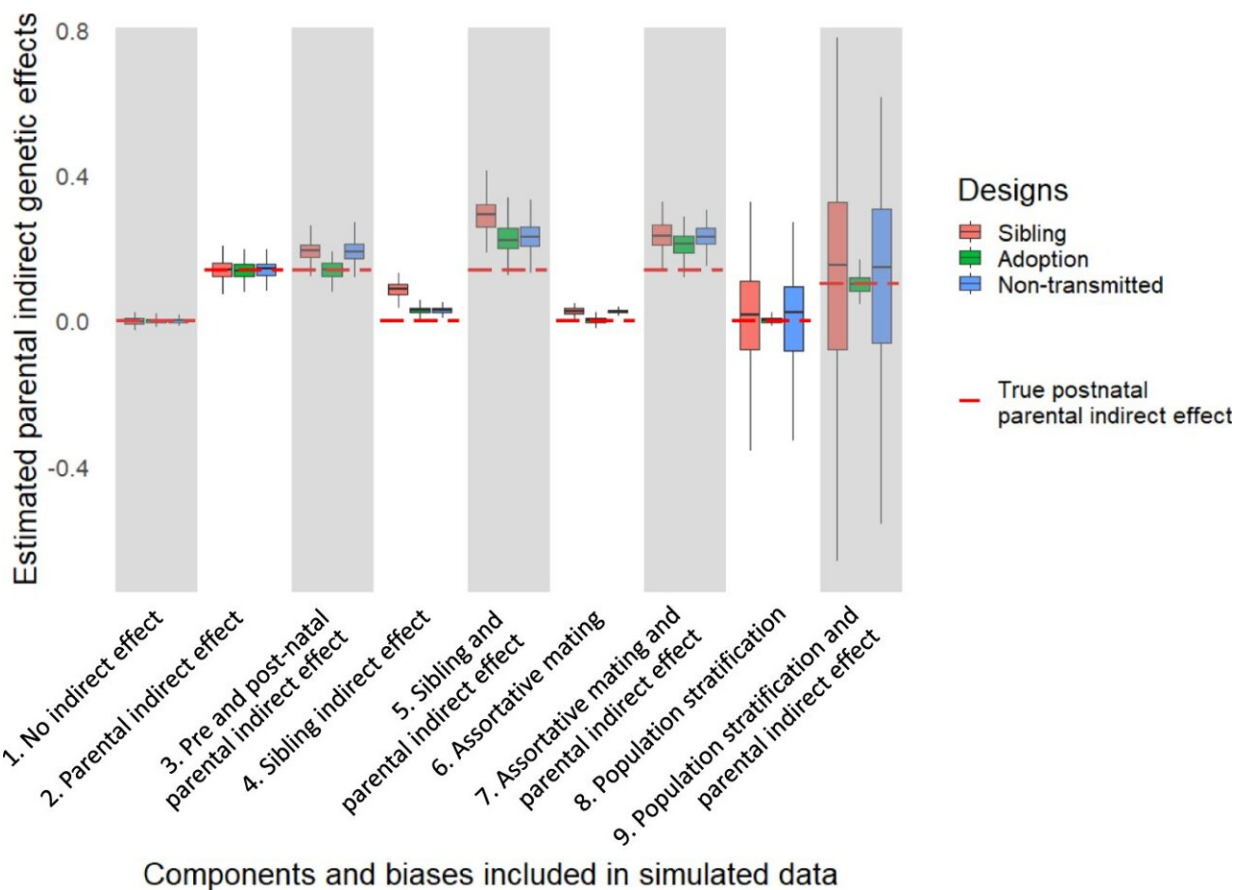 Estimated parental indirect genetic effects
0.8
0.4
0.0
-0.4
Designs
Sibling
Adoption
Non-transmitted
True postnatal
parental indirect effect
1. No indirect effect
2. Parental indirect effect
3. Pre and post-natal
parental indirect effect
4. Sibling indirect effect
5. Sibling and
parental indirect effect
6. Assortative mating
7. Assortative mating and
parental indirect effect
8. Population stratification
9. Population stratification and
parental indirect effect
Components and biases included in simulated data